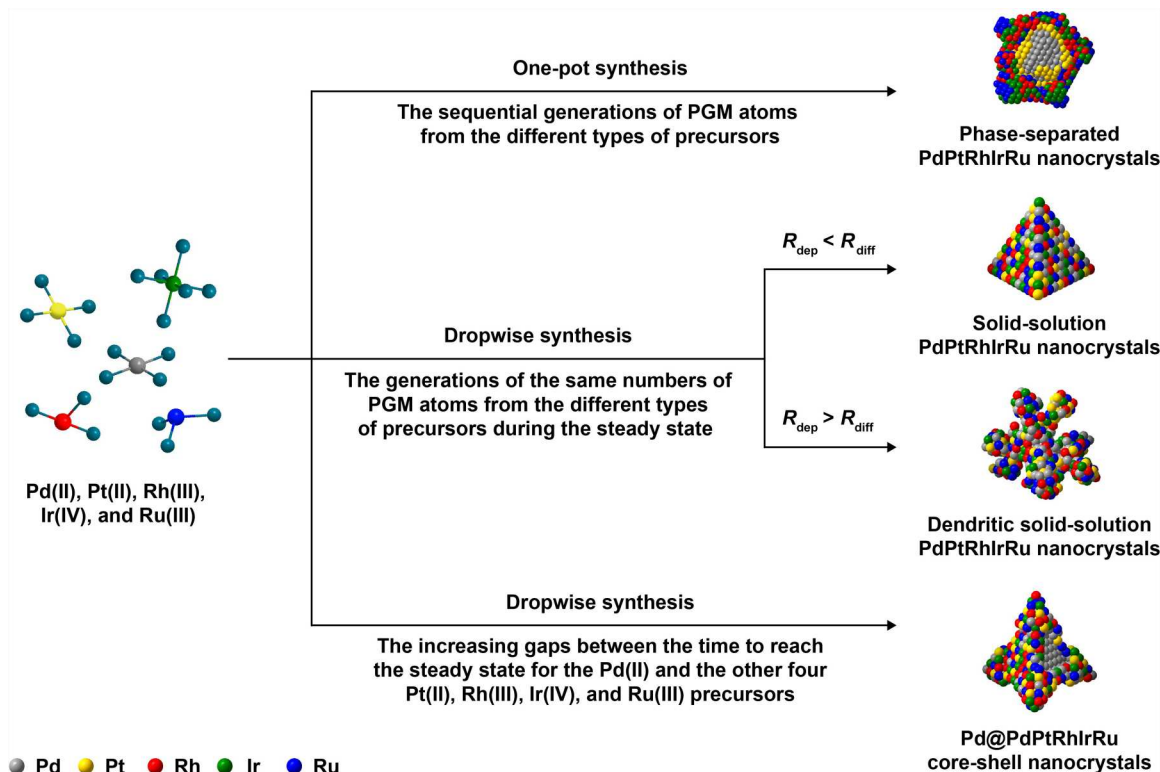 One-pot synthesis
The sequential generations of PGM atoms
from the different types of precursors
Phase-separated
PdPtRhIrRu nanocrystals
R_dep < R_diff
Solid-solution
PdPtRhIrRu nanocrystals
Dropwise synthesis
The generations of the same numbers of
PGM atoms from the different types
of precursors during the steady state
R_dep > R_diff
Dendritic solid-solution
PdPtRhIrRu nanocrystals
Pd(II), Pt(II), Rh(III),
Ir(IV), and Ru(III)
Dropwise synthesis
The increasing gaps between the time to reach
the steady state for the Pd(II) and the other four
Pt(II), Rh(III), Ir(IV), and Ru(III) precursors
Pd@PdPtRhIrRu
core-shell nanocrystals
Pd Pt Rh Ir Ru